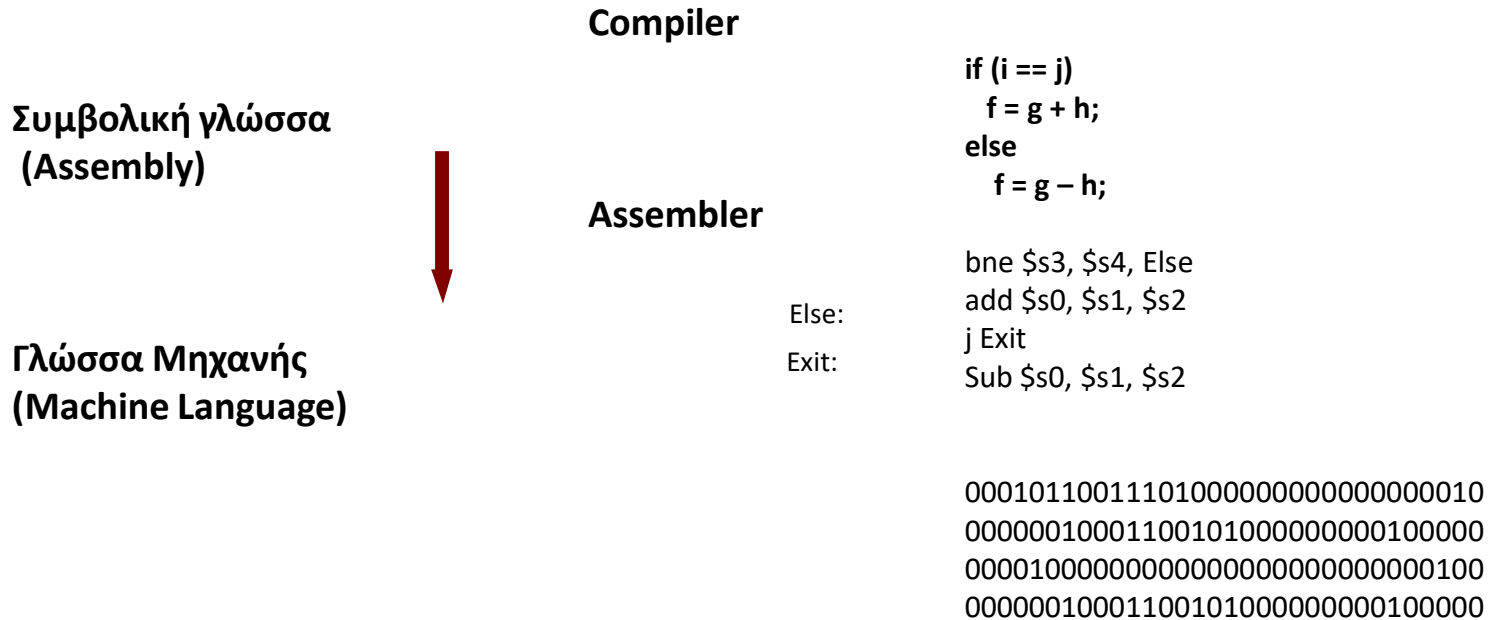 Compiler
Συμβολική γλώσσα
(Assembly)
Assembler
Γλώσσα Μηχανής
(Machine Language)
if (i == j)
f = g + h;
else
f = g – h;
bne $s3, $s4, Else
add $s0, $s1, $s2
j Exit
Sub $s0, $s1, $s2
Else:
Exit:
00010110011101000000000000000010
00000010001100101000000000100000
00001000000000000000000000000100
00000010001100101000000000100000